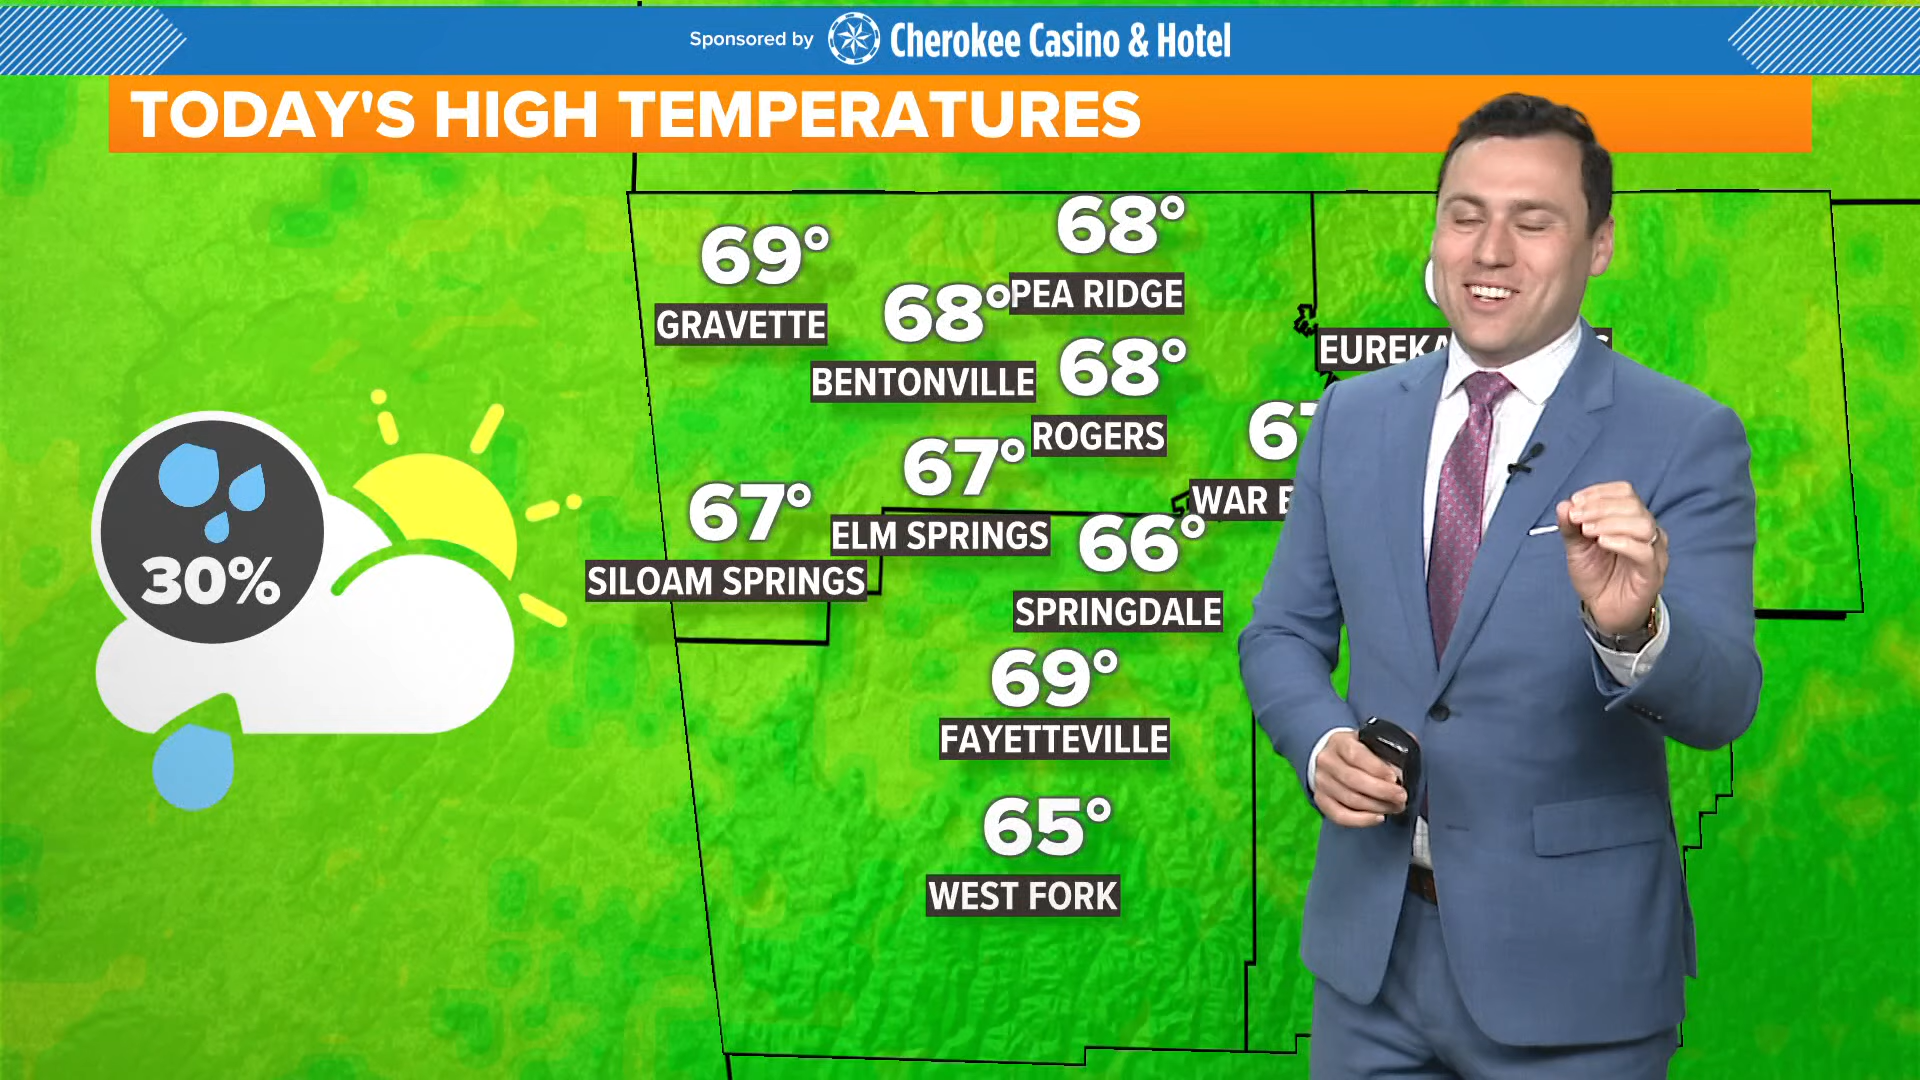 Sponsored by Cherokee Casino & Hotel
TODAY'S HIGH TEMPERATURES
68°
69°
PEA RIDGE
68°
GRAVETTE
68°
BENTONVILLE
ROGERS
67°
67°
WAR
ELM SPRINGS
66°
SILOAM SPRINGS
30%
SPRINGDALE
69°
FAYETTEVILLE
65°
WEST FORK